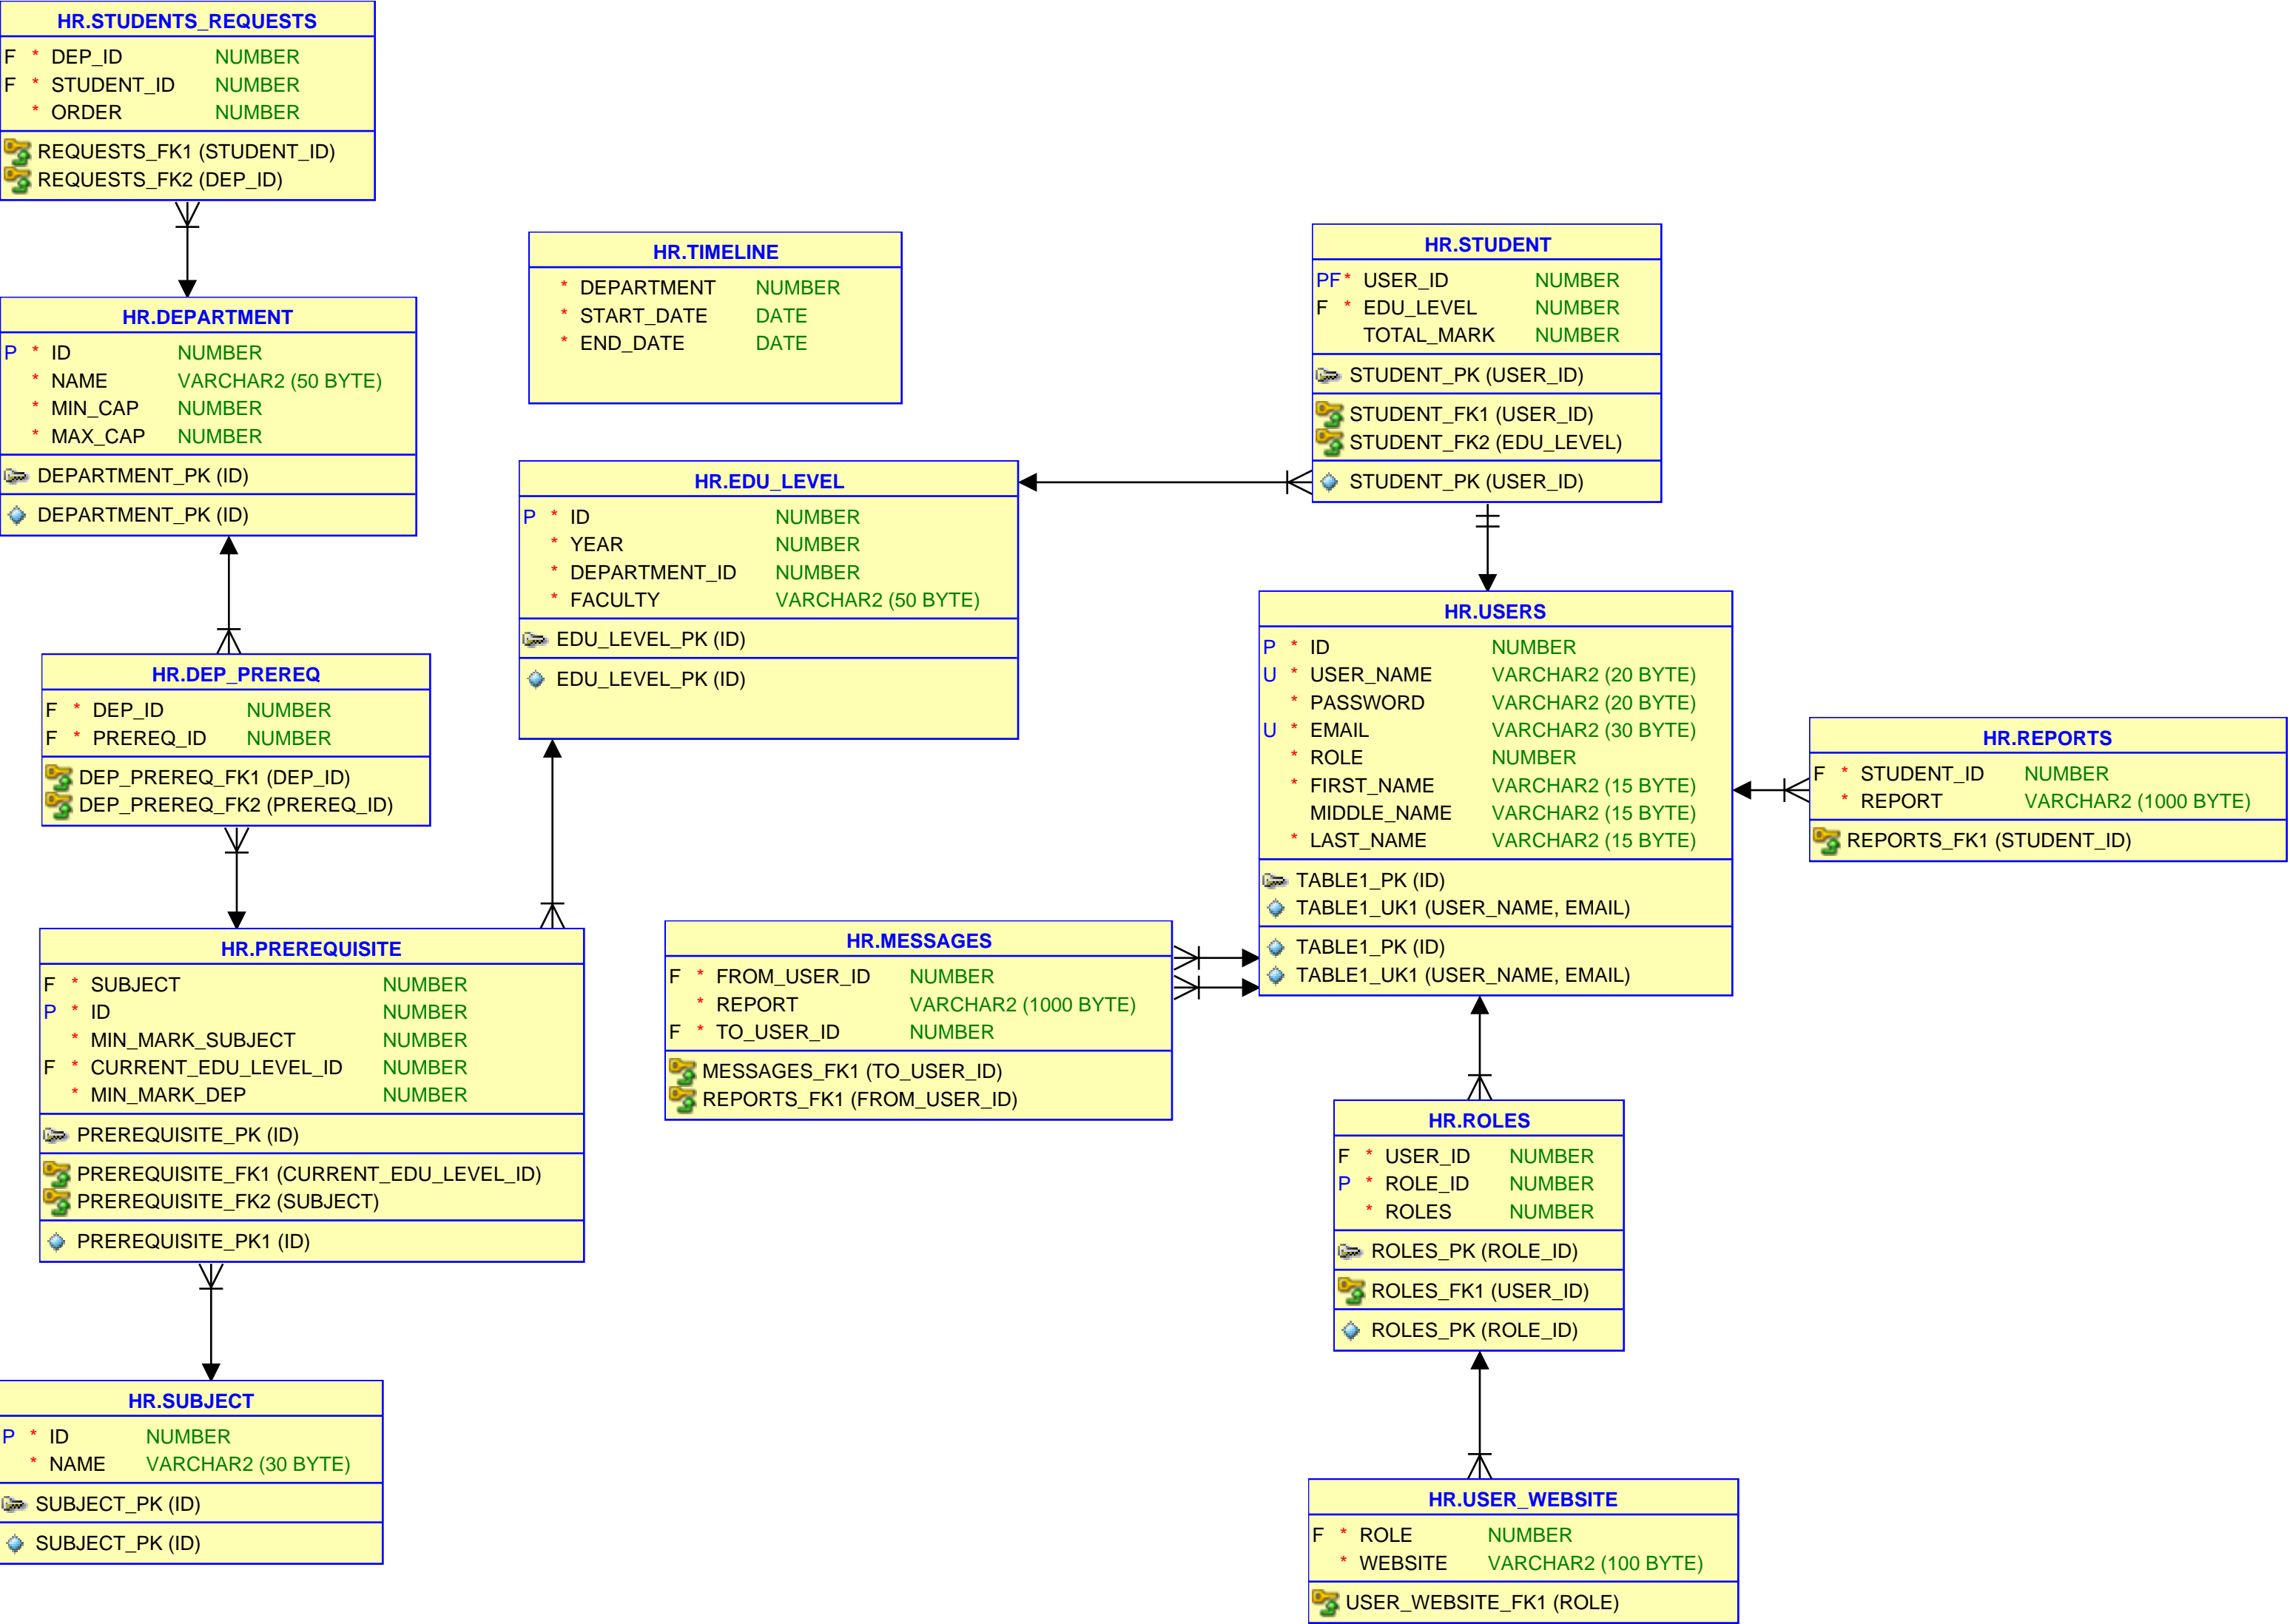 HR.STUDENTS_REQUESTS
F * DEP_ID NUMBER
F * STUDENT_ID NUMBER
* ORDER NUMBER
REQUESTS_FK1 (STUDENT_ID)
REQUESTS_FK2 (DEP_ID)
HR.DEPARTMENT
P * ID NUMBER
* NAME VARCHAR2 (50 BYTE)
* MIN_CAP NUMBER
* MAX_CAP NUMBER
DEPARTMENT_PK (ID)
DEPARTMENT_PK (ID)
HR.DEP_PREREQ
F * DEP_ID NUMBER
F * PREREQ_ID NUMBER
DEP_PREREQ_FK1 (DEP_ID)
DEP_PREREQ_FK2 (PREREQ_ID)
HR.PREREQUISITE
F * SUBJECT NUMBER
P * ID NUMBER
* MIN_MARK_SUBJECT NUMBER
F * CURRENT_EDU_LEVEL_ID NUMBER
* MIN_MARK_DEP NUMBER
PREREQUISITE_PK (ID)
PREREQUISITE_FK1 (CURRENT_EDU_LEVEL_ID)
PREREQUISITE_FK2 (SUBJECT)
PREREQUISITE_PK1 (ID)
HR.SUBJECT
P * ID NUMBER
* NAME VARCHAR2 (30 BYTE)
SUBJECT_PK (ID)
SUBJECT_PK (ID)
HR.TIMELINE
* DEPARTMENT NUMBER
* START_DATE DATE
* END_DATE DATE
HR.EDU_LEVEL
P * ID NUMBER
* YEAR NUMBER
* DEPARTMENT_ID NUMBER
* FACULTY VARCHAR2 (50 BYTE)
EDU_LEVEL_PK (ID)
EDU_LEVEL_PK (ID)
HR.MESSAGES
F * FROM_USER_ID NUMBER
* REPORT VARCHAR2 (1000 BYTE)
F * TO_USER_ID NUMBER
MESSAGES_FK1 (TO_USER_ID)
REPORTS_FK1 (FROM_USER_ID)
HR.STUDENT
PF* USER_ID NUMBER
F * EDU_LEVEL NUMBER
TOTAL_MARK NUMBER
STUDENT_PK (USER_ID)
STUDENT_FK1 (USER_ID)
STUDENT_FK2 (EDU_LEVEL)
STUDENT_PK (USER_ID)
HR.USERS
P * ID NUMBER
U * USER_NAME VARCHAR2 (20 BYTE)
* PASSWORD VARCHAR2 (20 BYTE)
U * EMAIL VARCHAR2 (30 BYTE)
* ROLE NUMBER
* FIRST_NAME VARCHAR2 (15 BYTE)
MIDDLE_NAME VARCHAR2 (15 BYTE)
* LAST_NAME VARCHAR2 (15 BYTE)
TABLE1_PK (ID)
TABLE1_UK1 (USER_NAME, EMAIL)
TABLE1_PK (ID)
TABLE1_UK1 (USER_NAME, EMAIL)
HR.REPORTS
F * STUDENT_ID NUMBER
* REPORT VARCHAR2 (1000 BYTE)
REPORTS_FK1 (STUDENT_ID)
HR.ROLES
F * USER_ID NUMBER
P * ROLE_ID NUMBER
* ROLES NUMBER
ROLES_PK (ROLE_ID)
ROLES_FK1 (USER_ID)
ROLES_PK (ROLE_ID)
HR.USER_WEBSITE
F * ROLE NUMBER
* WEBSITE VARCHAR2 (100 BYTE)
USER_WEBSITE_FK1 (ROLE)